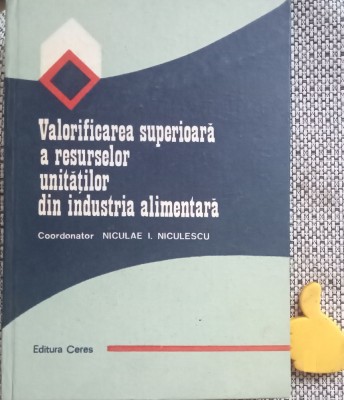 Valorificarea superioară
a resurselor
unităților
din industria alimentară
Coordonator NICULAE I. NICULESCU
Editura Ceres